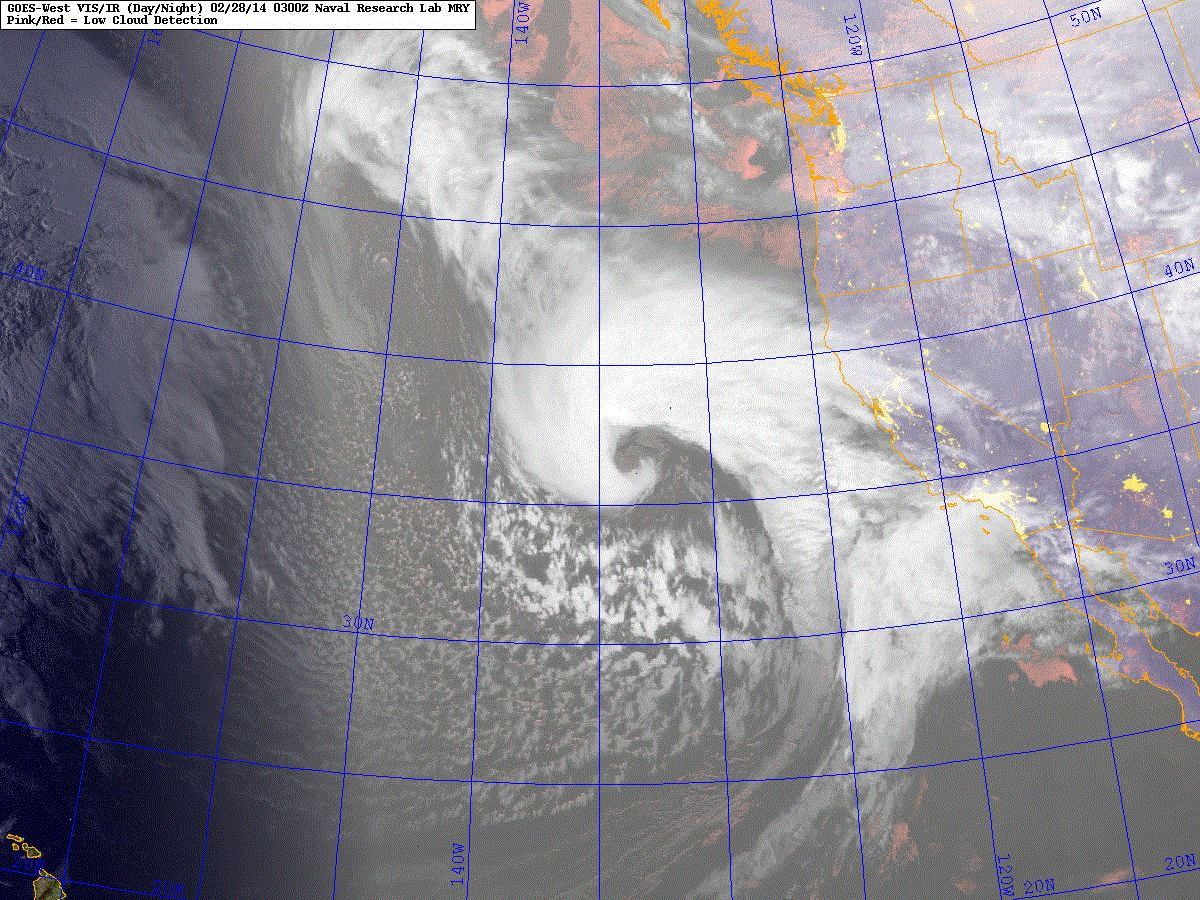 GOES-West VIS/IR (Day/Night) 02/28/14 0300Z Naval Research Lab MRY
Pink/Red = Low Cloud Detection
140W
120W
50N
40N
40N
30N
30N
140W
120W
20N
20N